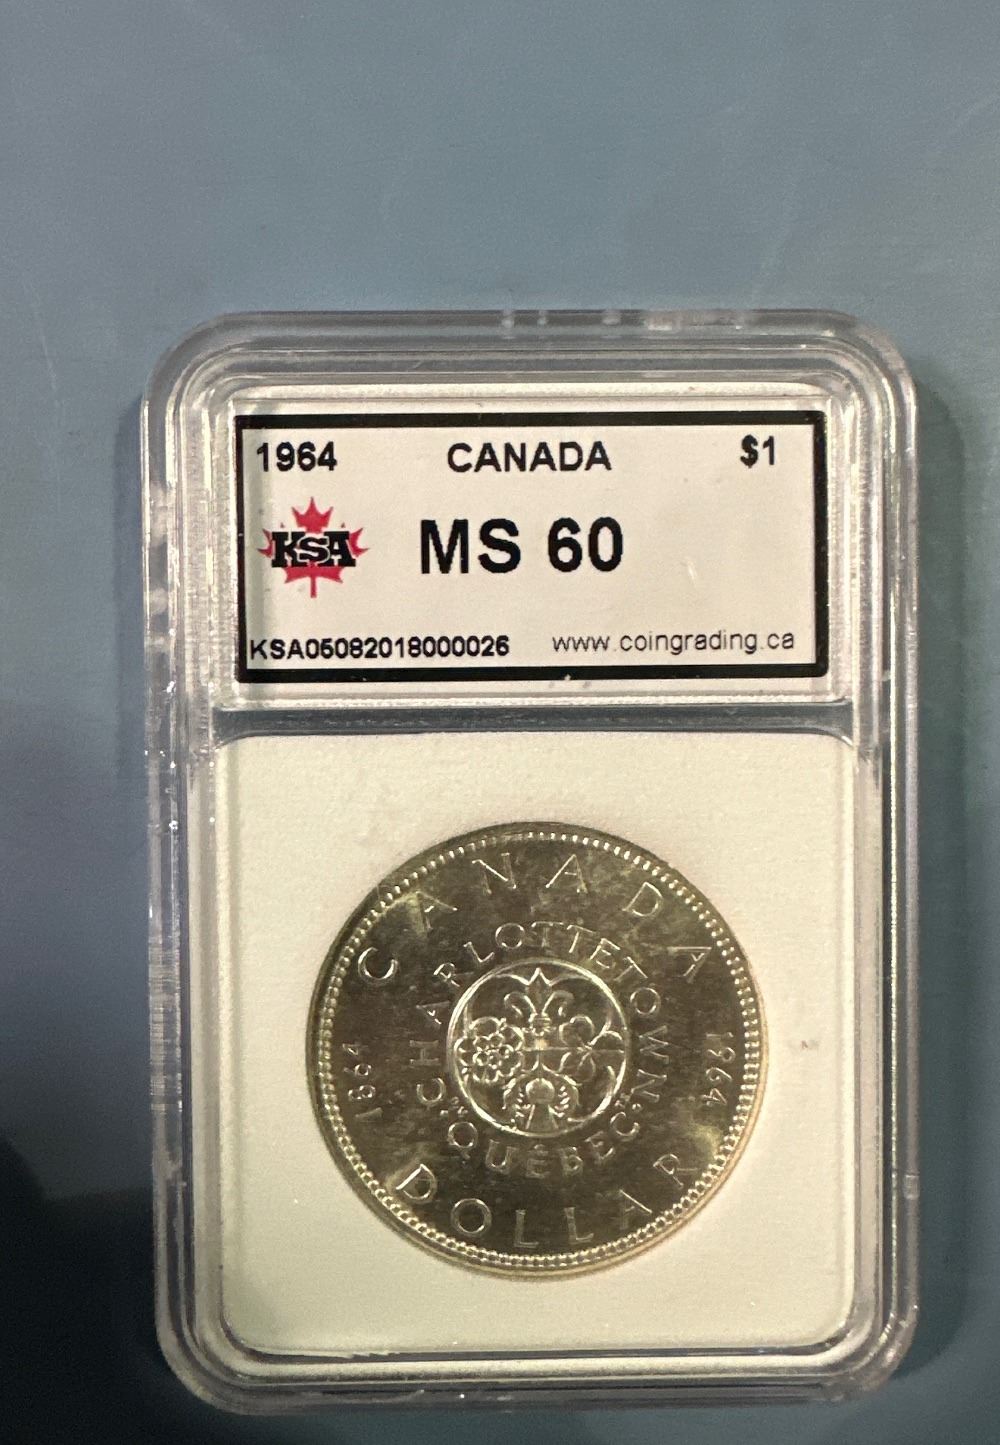 1964 CANADA $1
KSA MS 60
KSA05082018000026 www.coingrading.ca
CANADA
CHARLOTTETOWN
1864 1964
QUÉBEC
DOLLAR